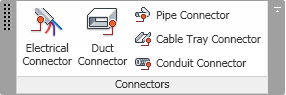 Electrical
Connector
Duct
Connector
Pipe Connector
Cable Tray Connector
Conduit Connector
Connectors